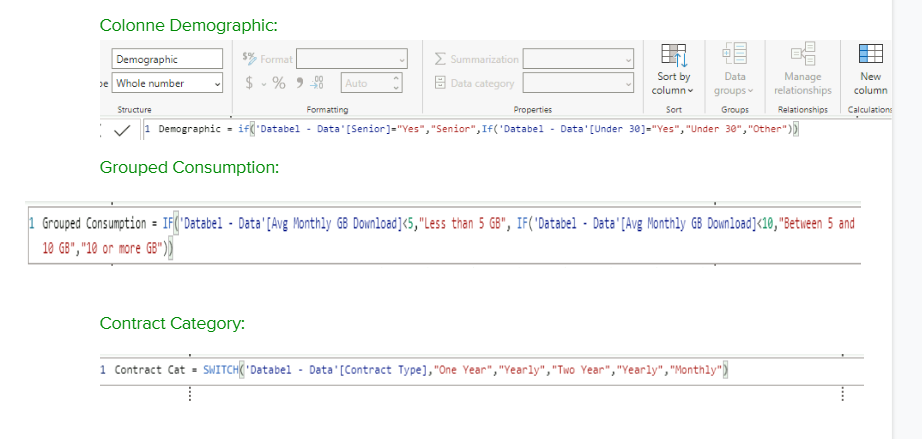 Colonne Demographic:
Demographic
Format
Summarization
Whole number
$ - % 9 .00
Auto
Data category
Sort by column
Data groups
Manage relationships
New column
Structure
Formatting
Properties
Sort
Groups
Relationships
Calculations
1 Demographic = if('Databel - Data'[Senior]="Yes","Senior",If('Databel - Data'[Under 30]="Yes","Under 30","Other"))
Grouped Consumption:
1 Grouped Consumption = IF('Databel - Data'[Avg Monthly GB Download]<5,"Less than 5 GB", IF('Databel - Data'[Avg Monthly GB Download]<10,"Between 5 and
10 GB","10 or more GB"))
Contract Category:
1 Contract Cat = SWITCH('Databel - Data'[Contract Type],"One Year","Yearly","Two Year","Yearly","Monthly")